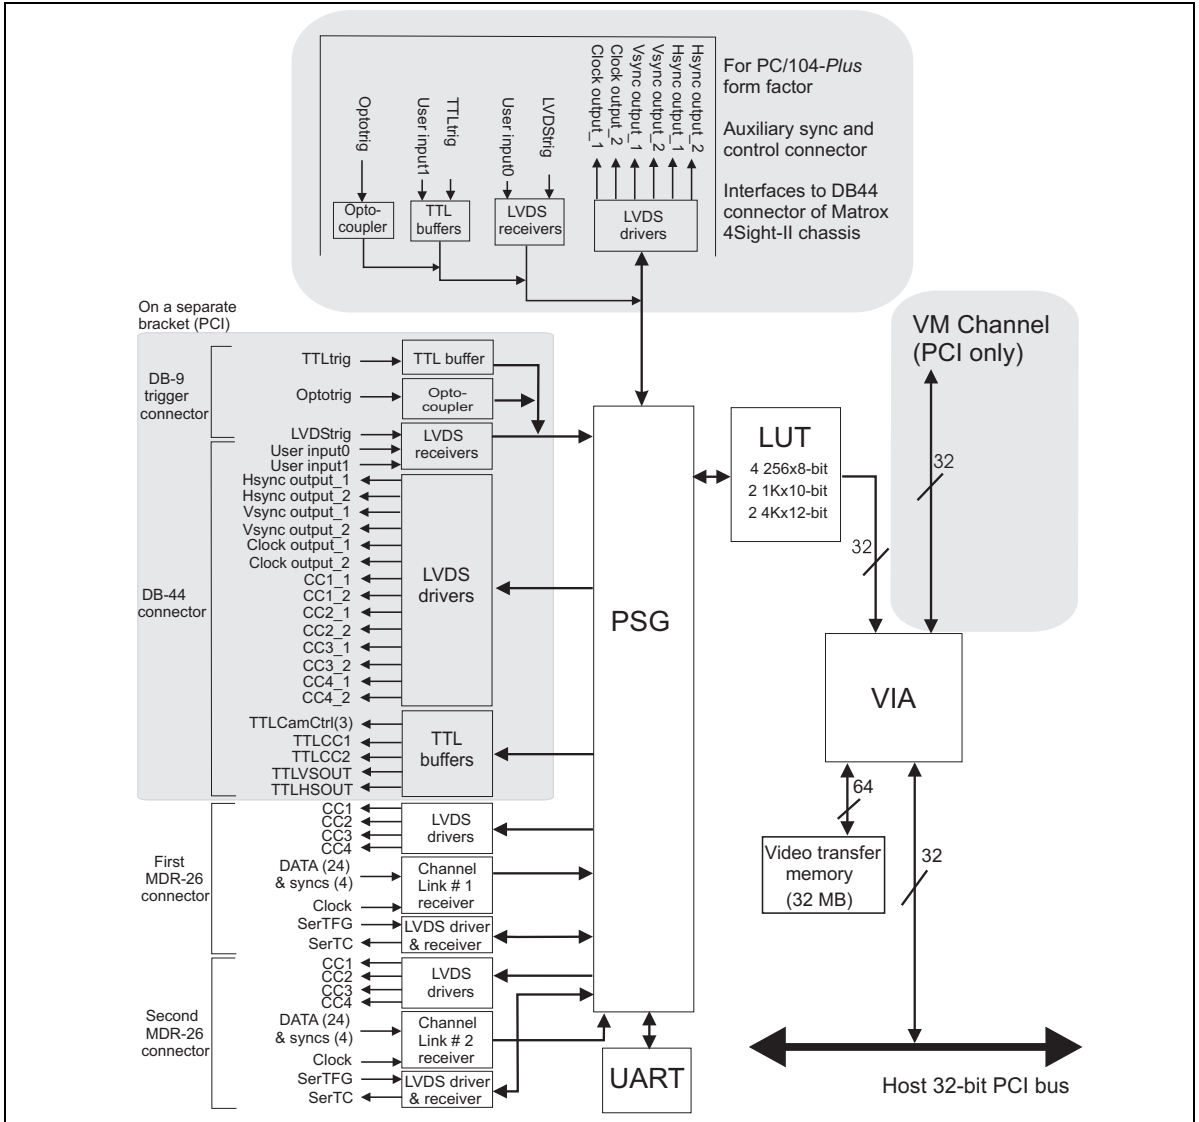 Clock output_1
Clock output_2
Vsync output_1
Vsync output_2
Hsync output_1
Hsync output_2
For PC/104-Plus
form factor
Auxiliary sync and
control connector
Interfaces to DB44
connector of Matrox
4Sight-II chassis
Optotrig
User input1
TTLtrig
User input0
LVDStrig
Opto-
coupler
TTL
buffers
LVDS
receivers
LVDS
drivers
On a separate
bracket (PCI)
DB-9
trigger
connector
TTLtrig
TTL buffer
Optotrig
Opto-
coupler
LVDStrig
User input0
User input1
LVDS
receivers
DB-44
connector
Hsync output_1
Hsync output_2
Vsync output_1
Vsync output_2
Clock output_1
Clock output_2
CC1_1
CC1_2
CC2_1
CC2_2
CC3_1
CC3_2
CC4_1
CC4_2
LVDS
drivers
TTLCamCtrl(3)
TTLCC1
TTLCC2
TTLVSOUT
TTLHSOUT
TTL
buffers
First
MDR-26
connector
CC1
CC2
CC3
CC4
LVDS
drivers
DATA (24)
& syncs (4)
Clock
Channel
Link # 1
receiver
SerTFG
SerTC
LVDS driver
& receiver
Second
MDR-26
connector
CC1
CC2
CC3
CC4
LVDS
drivers
DATA (24)
& syncs (4)
Clock
Channel
Link # 2
receiver
SerTFG
SerTC
LVDS driver
& receiver
PSG
UART
LUT
4 256x8-bit
2 1Kx10-bit
2 4Kx12-bit
32
VM Channel
(PCI only)
32
VIA
64
Video transfer
memory
(32 MB)
32
Host 32-bit PCI bus